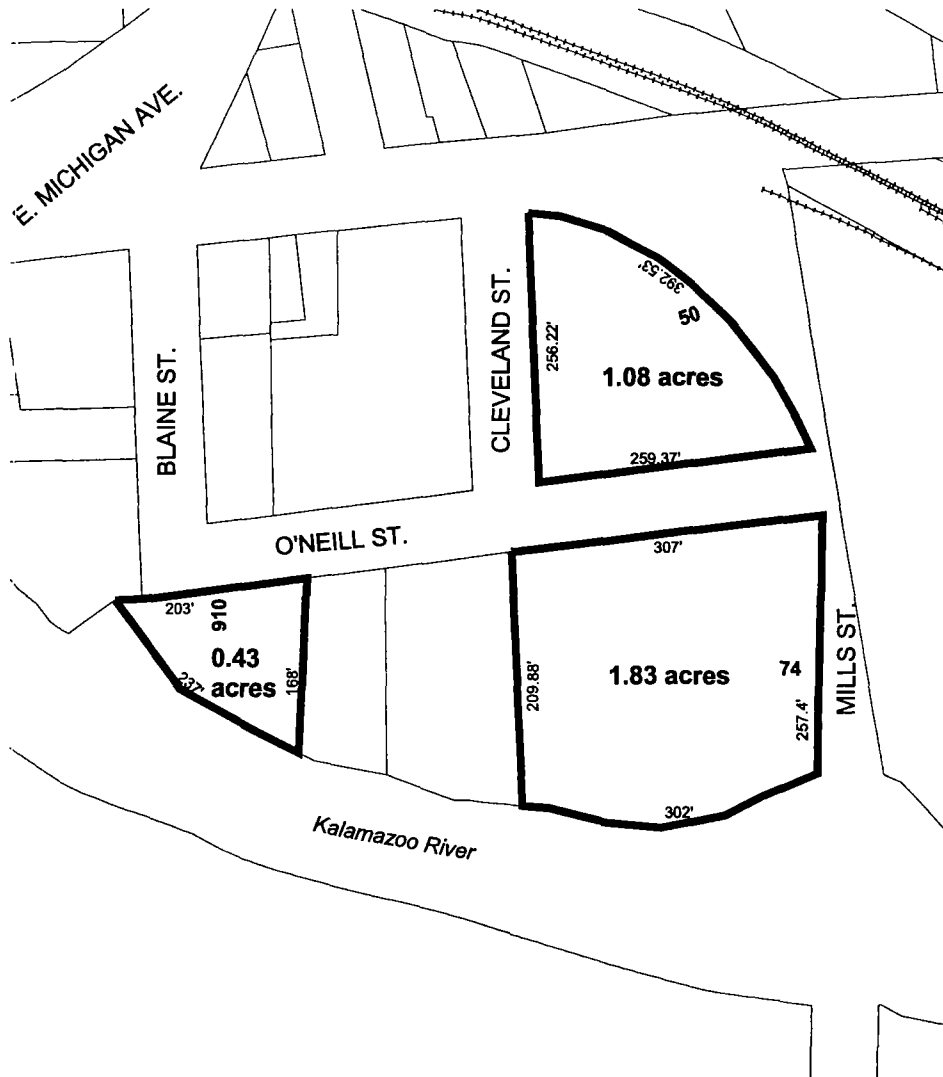 E. MICHIGAN AVE.
BLAINE ST.
CLEVELAND ST.
256.22'
392.53'
50
1.08 acres
259.37'
O'NEILL ST.
307'
203'
910
0.43
acres
237'
168'
209.88'
1.83 acres
74
257.4'
MILLS ST.
302'
Kalamazoo River